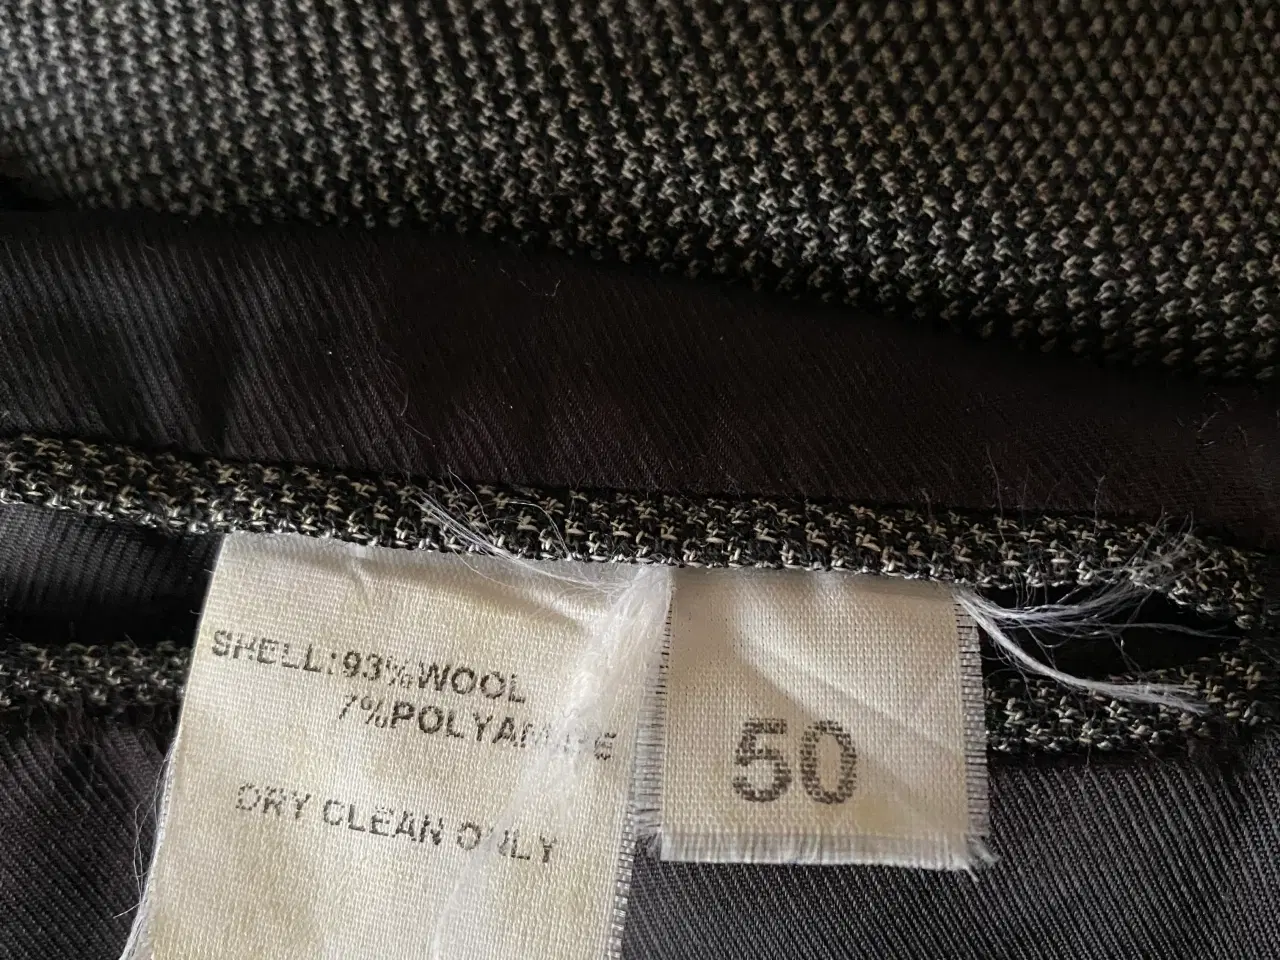 SHELL:93%WOOL
7%POLYAMIDE
DRY CLEAN ONLY
50